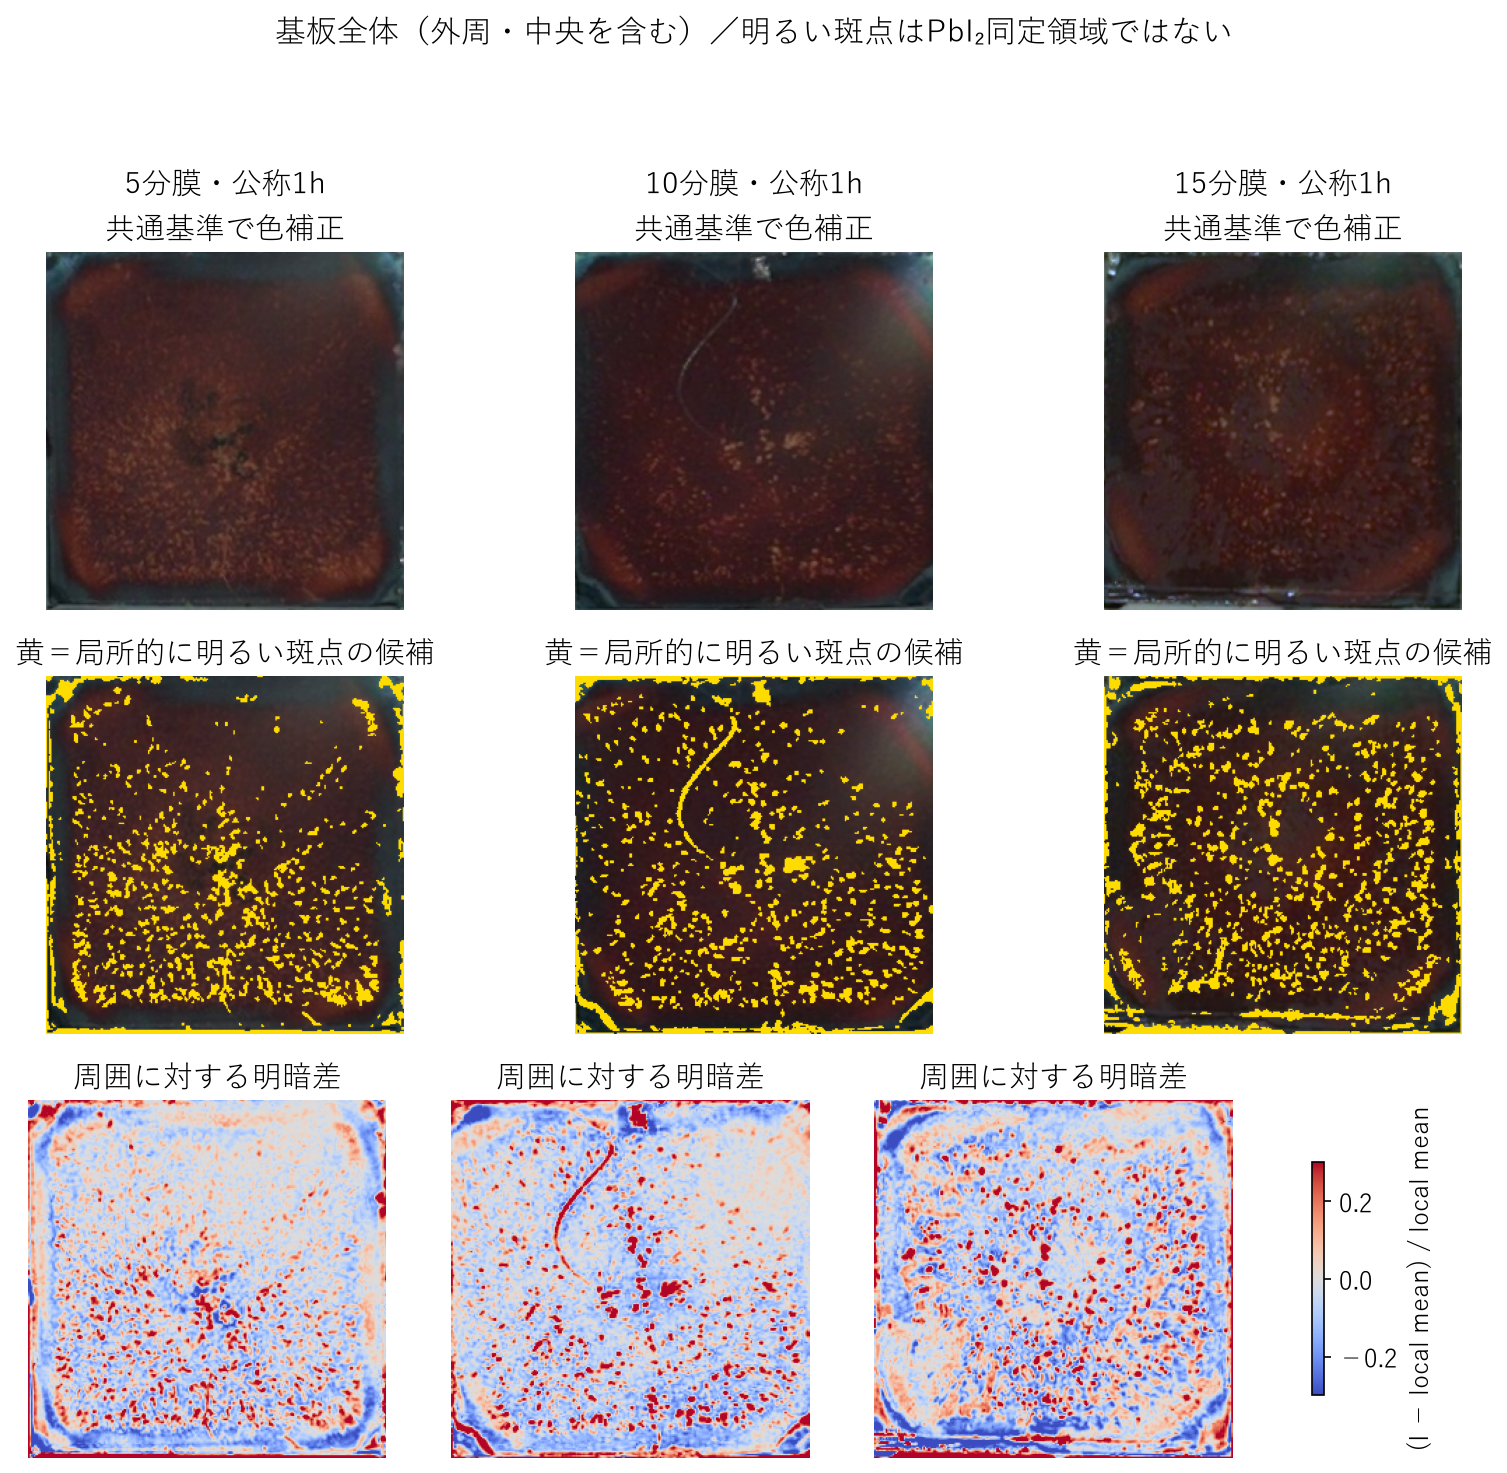 基板全体（外周・中央を含む）／明るい斑点はPbI₂同定領域ではない
5分膜・公称1h
共通基準で色補正
10分膜・公称1h
共通基準で色補正
15分膜・公称1h
共通基準で色補正
黄＝局所的に明るい斑点の候補
黄＝局所的に明るい斑点の候補
黄＝局所的に明るい斑点の候補
周囲に対する明暗差
周囲に対する明暗差
周囲に対する明暗差
0.2
0.0
−0.2
(I − local mean) / local mean